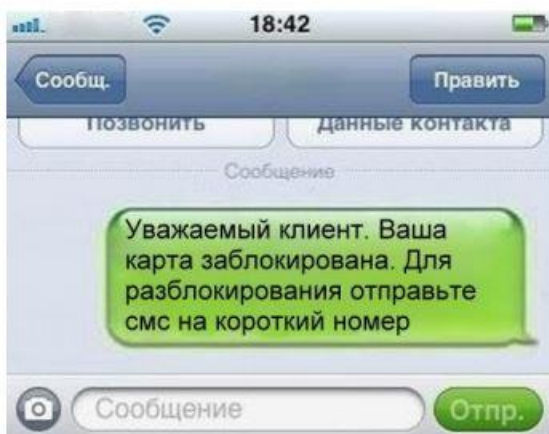 18:42
Сообщ.
Править
Позвонить
Данные контакта
Сообщение
Уважаемый клиент. Ваша
карта заблокирована. Для
разблокирования отправьте
смс на короткий номер
Сообщение
Отпр.